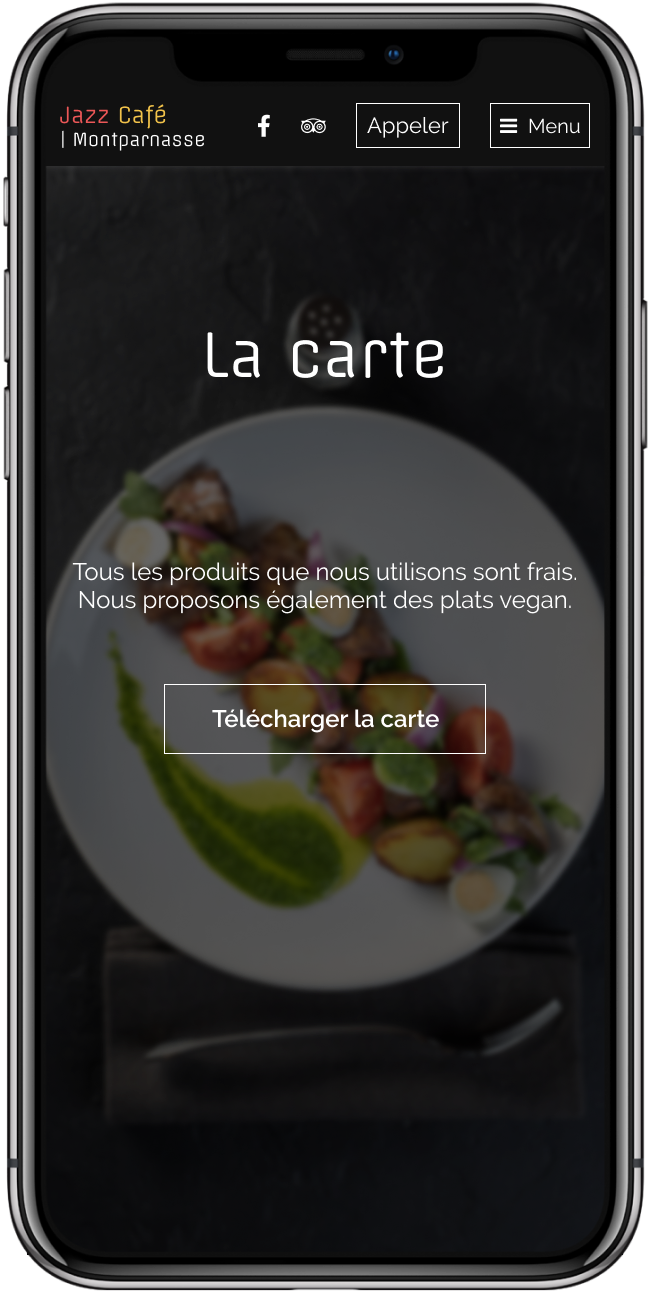 Jazz Café
| Montparnasse
Appeler
Menu
La carte
Tous les produits que nous utilisons sont frais.
Nous proposons également des plats vegan.
Télécharger la carte